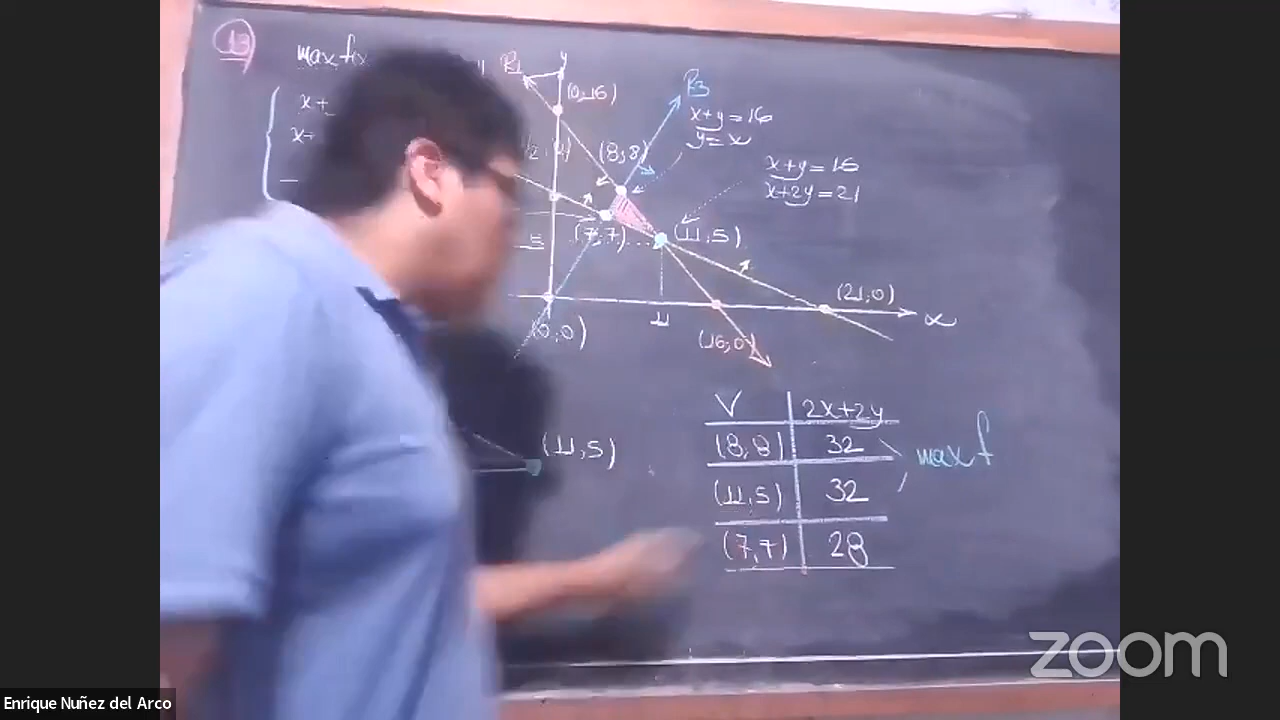 13
max f(x
x+
x+
R1
y
(0,16)
R3
x+y=16
y=x
(8,8)
x+y=16
x+2y=21
(7,7)
(11,5)
(21,0)
x
(0,0)
11
(16,0)
(11,5)
V 2x+2y
(8,8) 32
(11,5) 32
(7,7) 28
max f
zoom
Enrique Nuñez del Arco